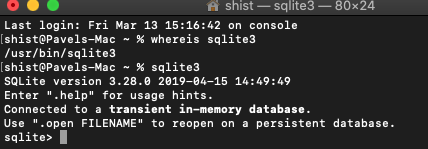 shist — sqlite3 — 80×24
Last login: Fri Mar 13 15:16:42 on console
[shist@Pavels-Mac ~ % whereis sqlite3
/usr/bin/sqlite3
[shist@Pavels-Mac ~ % sqlite3
SQLite version 3.28.0 2019-04-15 14:49:49
Enter ".help" for usage hints.
Connected to a transient in-memory database.
Use ".open FILENAME" to reopen on a persistent database.
sqlite>